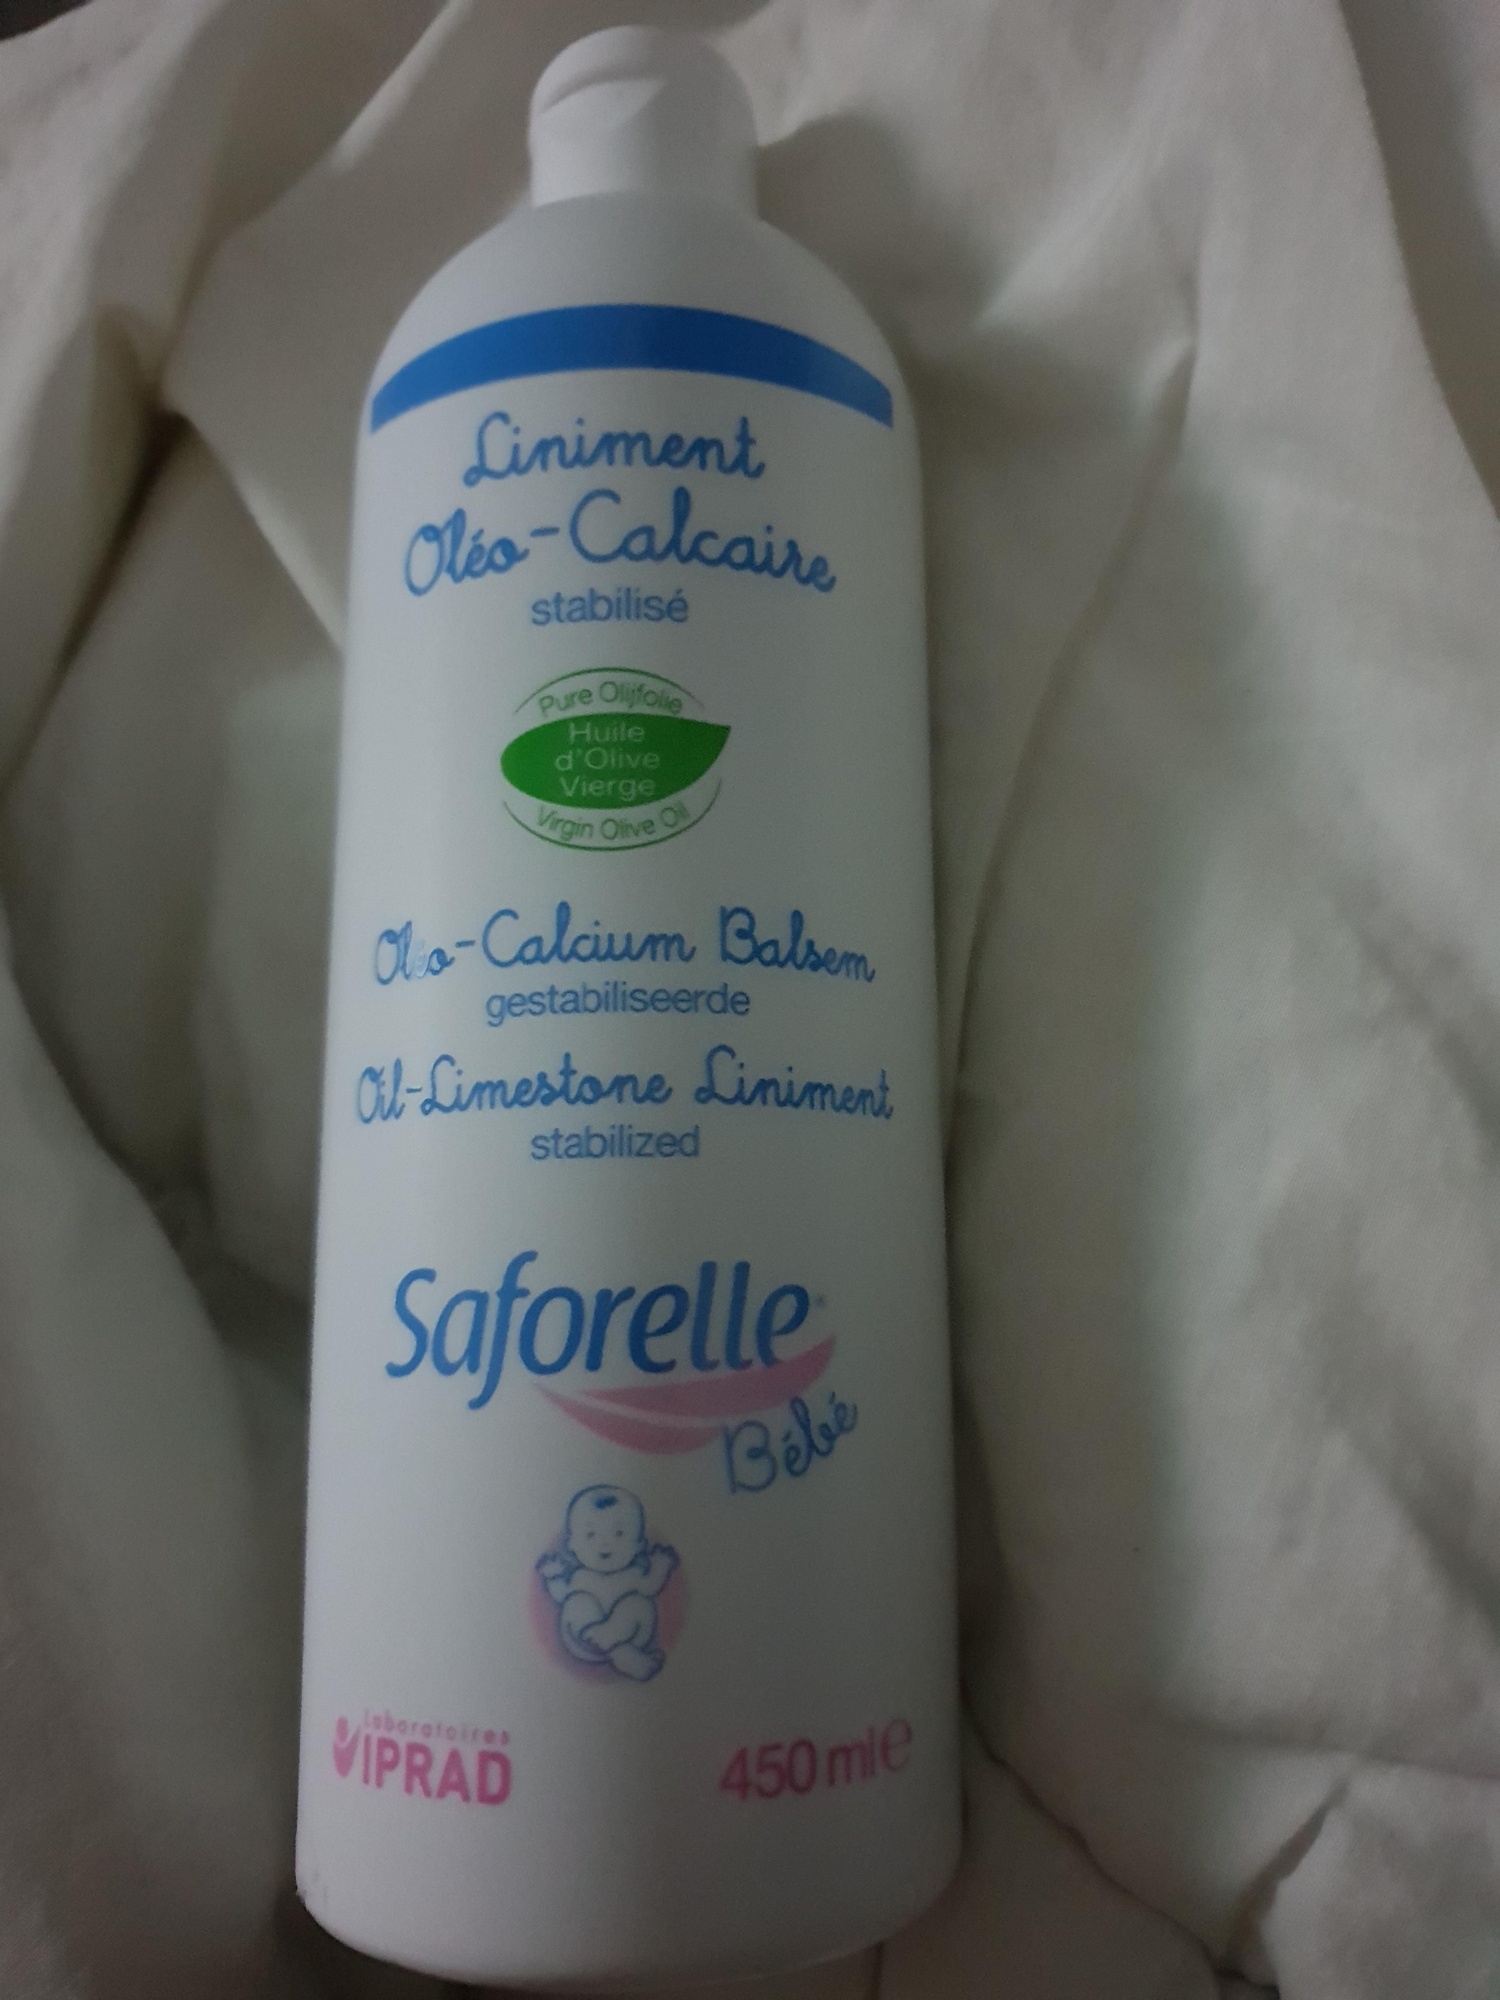 Liniment
Oléo-Calcaire
stabilisé
Pure Olijfolie
Huile
d'Olive
Vierge
Virgin Olive Oil
Oléo-Calcium Balsem
gestabiliseerde
Oil-Limestone Liniment
stabilized
Saforelle
Bébé
Laboratoires
IPRAD
450 ml e